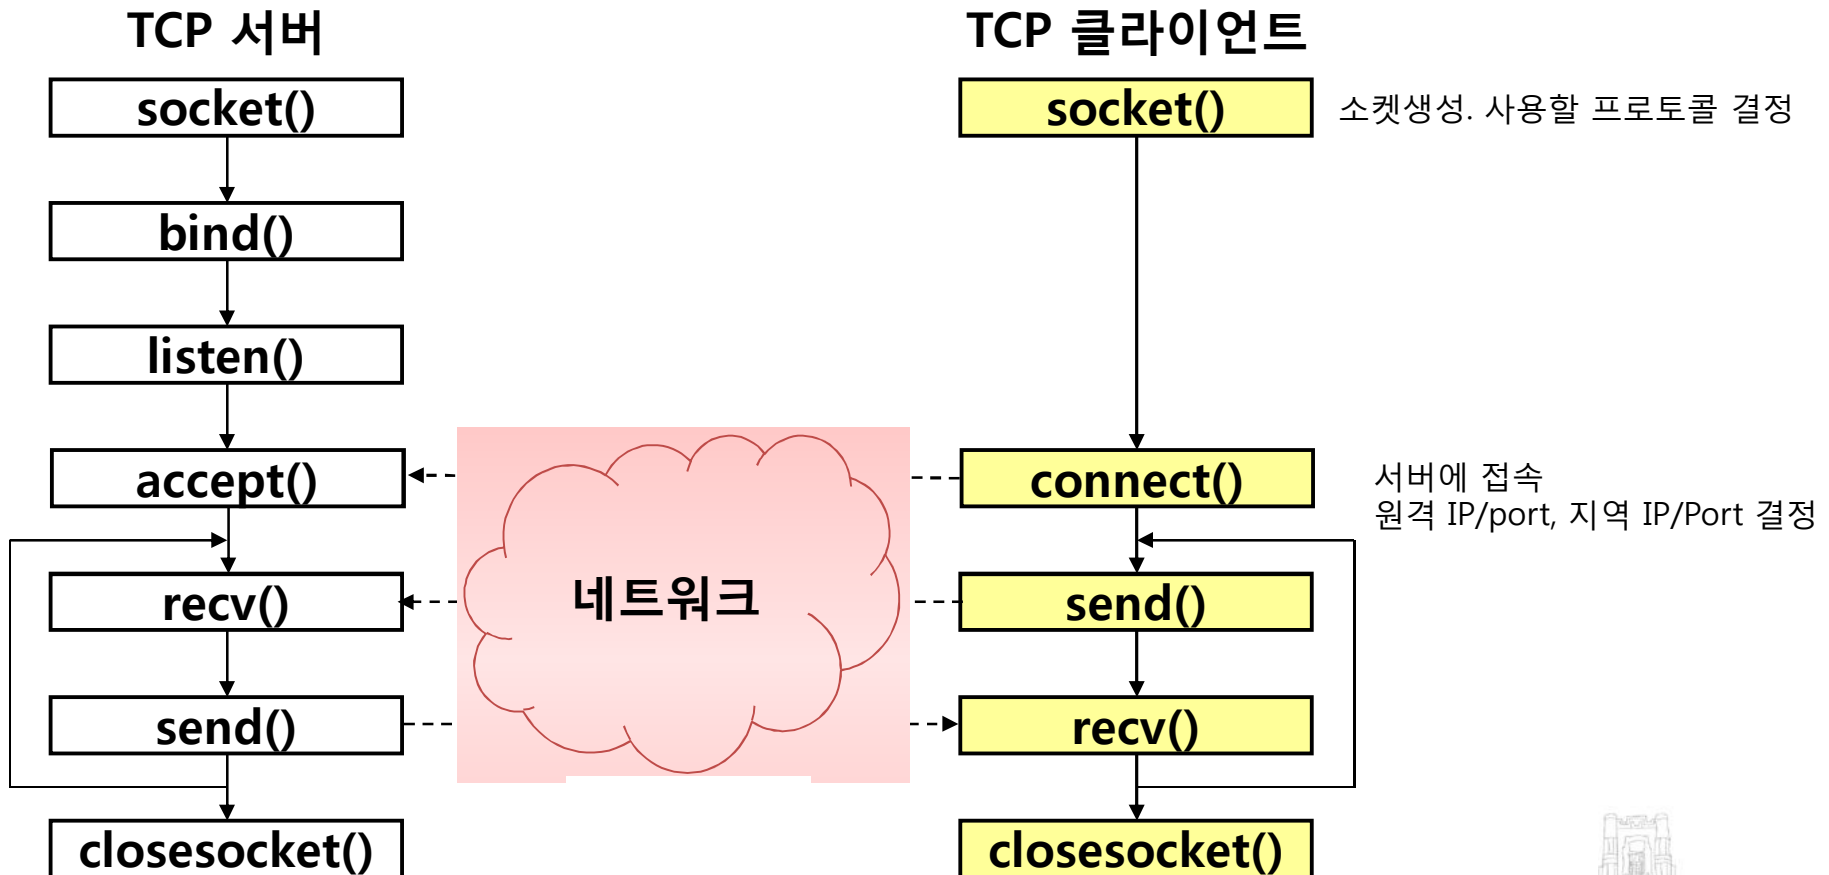 TCP 서버
TCP 클라이언트
socket()
socket()
소켓생성. 사용할 프로토콜 결정
bind()
listen()
accept()
connect()
서버에 접속
원격 IP/port, 지역 IP/Port 결정
recv()
네트워크
send()
send()
recv()
closesocket()
closesocket()